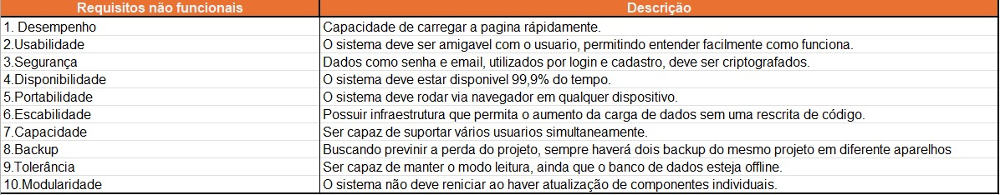 Requisitos não funcionais Descrição
1. Desempenho Capacidade de carregar a pagina rápidamente.
2.Usabilidade O sistema deve ser amigavel com o usuario, permitindo entender facilmente como funciona.
3.Segurança Dados como senha e email, utilizados por login e cadastro, deve ser criptografados.
4.Disponibilidade O sistema deve estar disponivel 99,9% do tempo.
5.Portabilidade O sistema deve rodar via navegador em qualquer dispositivo.
6.Escabilidade Possuir infraestrutura que permita o aumento da carga de dados sem uma rescrita de código.
7.Capacidade Ser capaz de suportar vários usuarios simultaneamente.
8.Backup Buscando previnir a perda do projeto, sempre haverá dois backup do mesmo projeto em diferente aparelhos
9.Tolerância Ser capaz de manter o modo leitura, ainda que o banco de dados esteja offline.
10.Modularidade O sistema não deve reniciar ao haver atualização de componentes individuais.